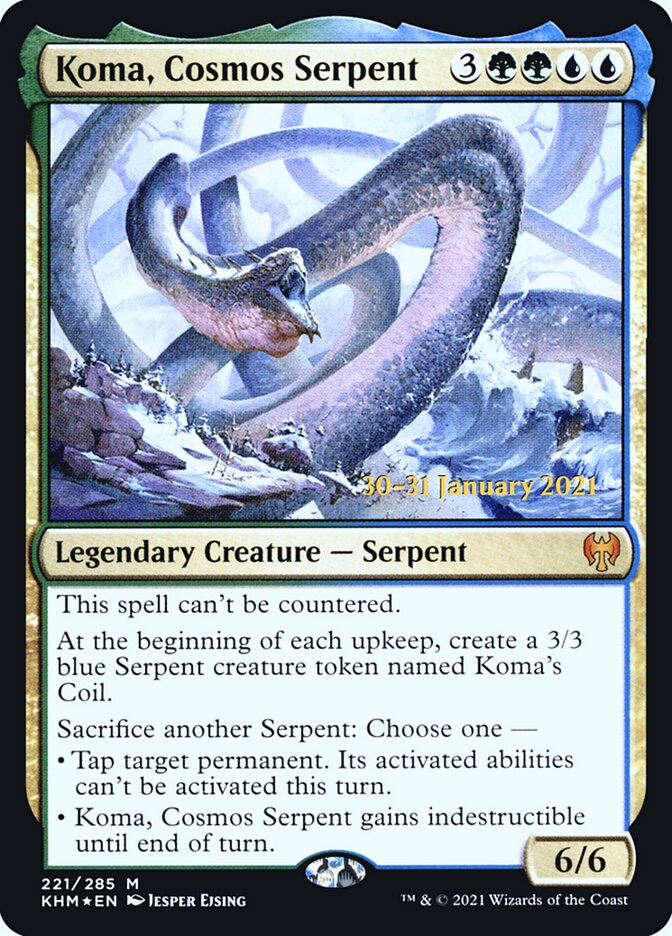 Koma, Cosmos Serpent 3
30–31 January 2021
Legendary Creature — Serpent
This spell can't be countered.
At the beginning of each upkeep, create a 3/3
blue Serpent creature token named Koma's
Coil.
Sacrifice another Serpent: Choose one —
• Tap target permanent. Its activated abilities
can't be activated this turn.
• Koma, Cosmos Serpent gains indestructible
until end of turn.
6/6
221/285 M
KHM★EN Jesper Ejsing
™ & © 2021 Wizards of the Coast